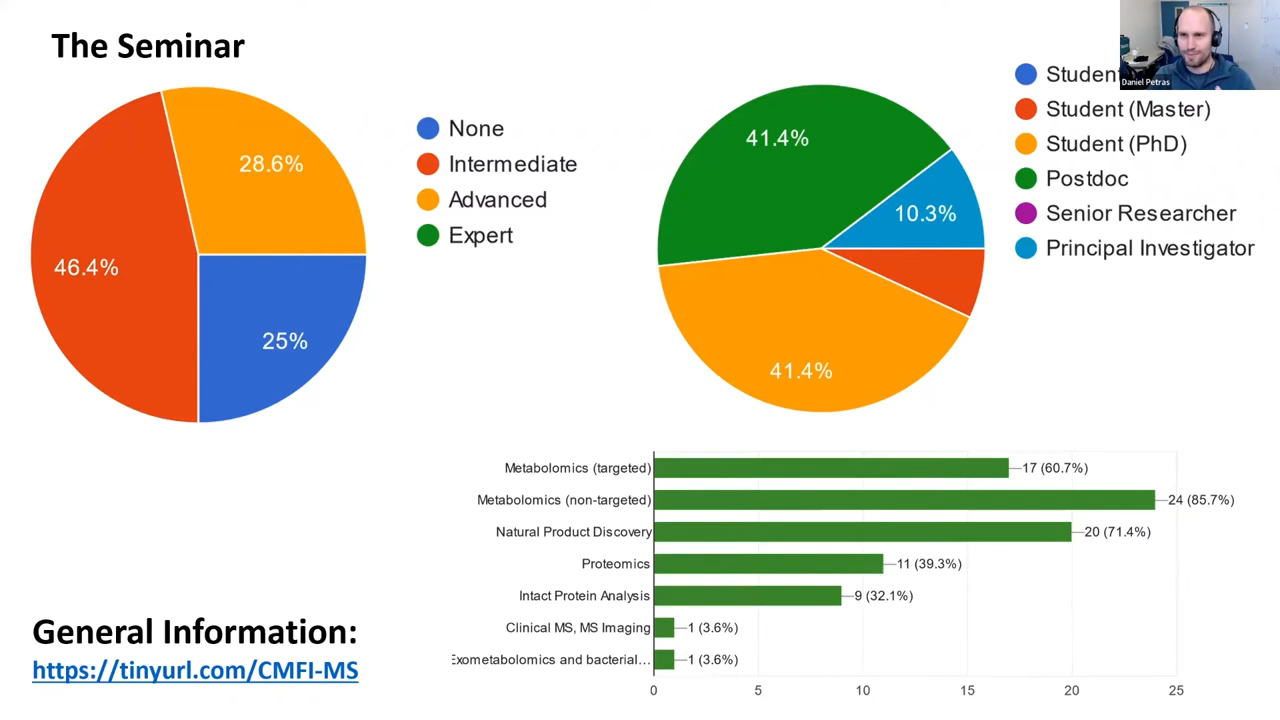 The Seminar
28.6%
46.4%
25%
None
Intermediate
Advanced
Expert
41.4%
10.3%
41.4%
Student
Student (Master)
Student (PhD)
Postdoc
Senior Researcher
Principal Investigator
Daniel Petras
Metabolomics (targeted) 17 (60.7%)
Metabolomics (non-targeted) 24 (85.7%)
Natural Product Discovery 20 (71.4%)
Proteomics 11 (39.3%)
Intact Protein Analysis 9 (32.1%)
Clinical MS, MS Imaging 1 (3.6%)
Exometabolomics and bacterial... 1 (3.6%)
0 5 10 15 20 25
General Information:
https://tinyurl.com/CMFI-MS